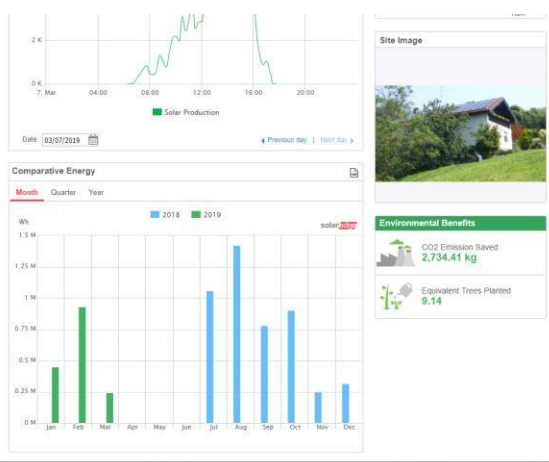 2 K
0 K
7. Mar 04:00 08:00 12:00 16:00 20:00
Solar Production
Date 03/07/2019
Previous day | Next day
Comparative Energy
Month Quarter Year
2018 2019
Wh
solaredge
1.5 M
1.25 M
1 M
0.75 M
0.5 M
0.25 M
0 M
Jan Feb Mar Apr May Jun Jul Aug Sep Oct Nov Dec
Site Image
Environmental Benefits
CO2 Emission Saved
2,734.41 kg
Equivalent Trees Planted
9.14